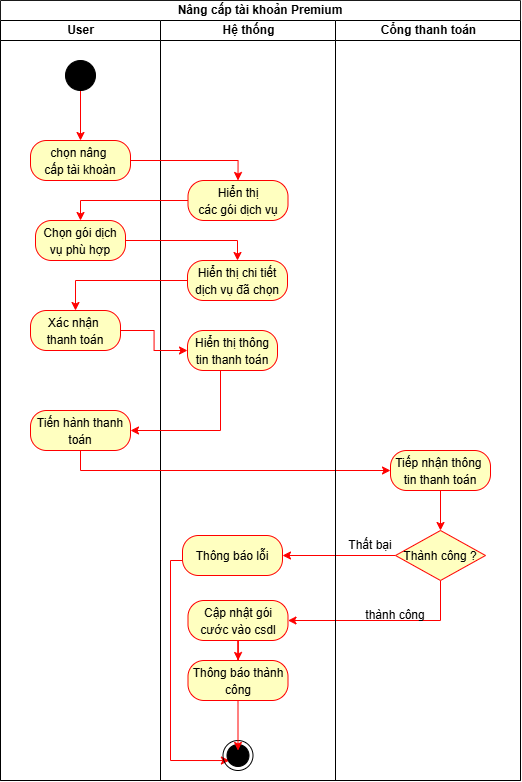 Nâng cấp tài khoản Premium
User
Hệ thống
Cổng thanh toán
chọn nâng
cấp tài khoản
Hiển thị
các gói dịch vụ
Chọn gói dịch
vụ phù hợp
Hiển thị chi tiết
dịch vụ đã chọn
Xác nhận
thanh toán
Hiển thị thông
tin thanh toán
Tiến hành thanh
toán
Tiếp nhận thông
tin thanh toán
Thất bại
Thông báo lỗi
Thành công ?
thành công
Cập nhật gói
cước vào csdl
Thông báo thành
công